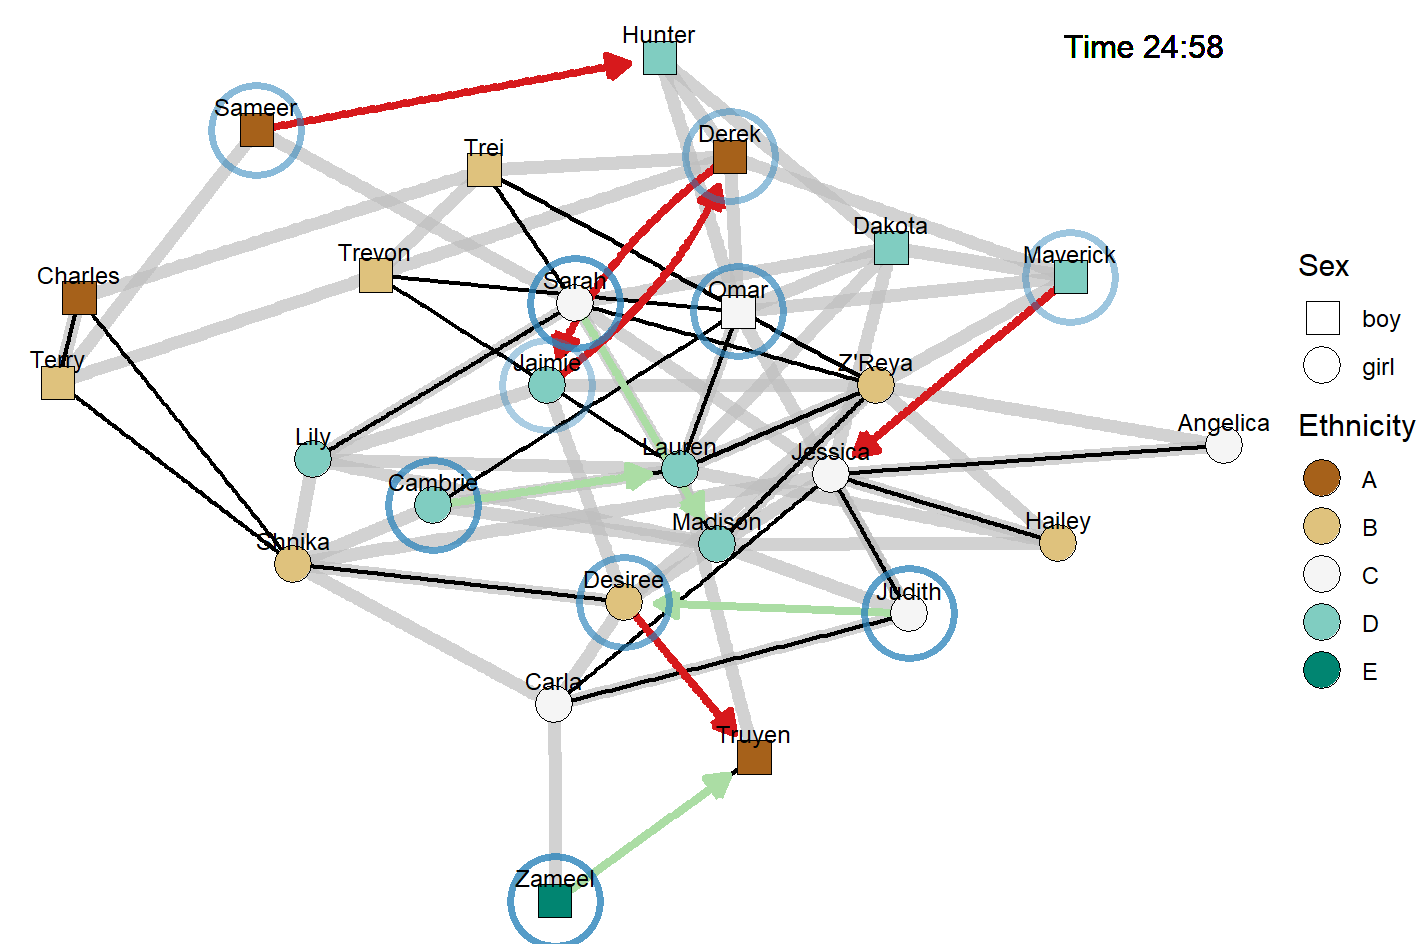 Hunter
Time 24:58
Sameer
Derek
Trei
Dakota
Trevon
Maverick
Charles
Sarah
Omar
Terry
Jaimie
Z'Reya
Angelica
Lily
Lauren
Jessica
Cambrie
Madison
Hailey
Shnika
Desiree
Judith
Carla
Truyen
Zameel
Sex
boy
girl
Ethnicity
A
B
C
D
E